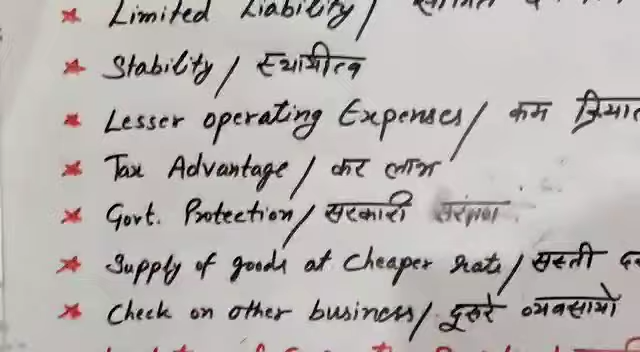 Limited Liability /
Stability / स्थायीत्व
Lesser operating Expenses / कम
Tax Advantage / कर लाभ
Govt. Protection / सरकारी संरक्षण
Supply of goods at cheaper rate / सस्ती
Check on other business / दूसरे व्यवसायो